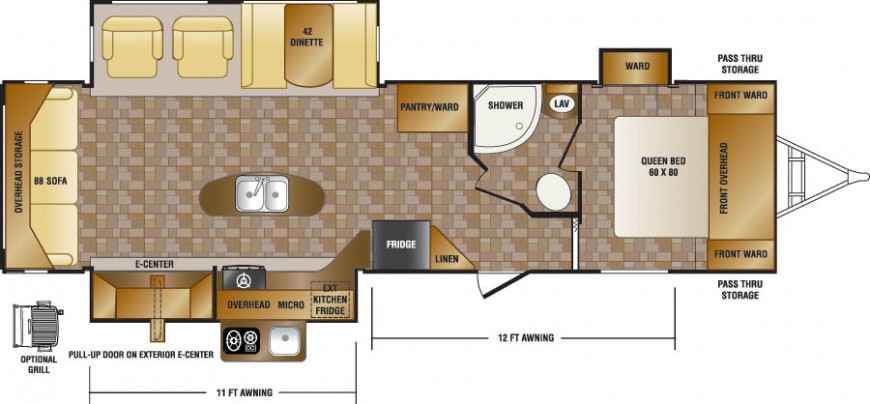 42
DINETTE
WARD
PASS THRU
STORAGE
OVERHEAD STORAGE
88 SOFA
PANTRY/WARD
SHOWER
LAV
FRONT WARD
QUEEN BED
60 X 80
FRONT OVERHEAD
FRIDGE
LINEN
FRONT WARD
E-CENTER
OVERHEAD
MICRO
EXT
KITCHEN
FRIDGE
PASS THRU
STORAGE
OPTIONAL
GRILL
PULL-UP DOOR ON EXTERIOR E-CENTER
12 FT AWNING
11 FT AWNING